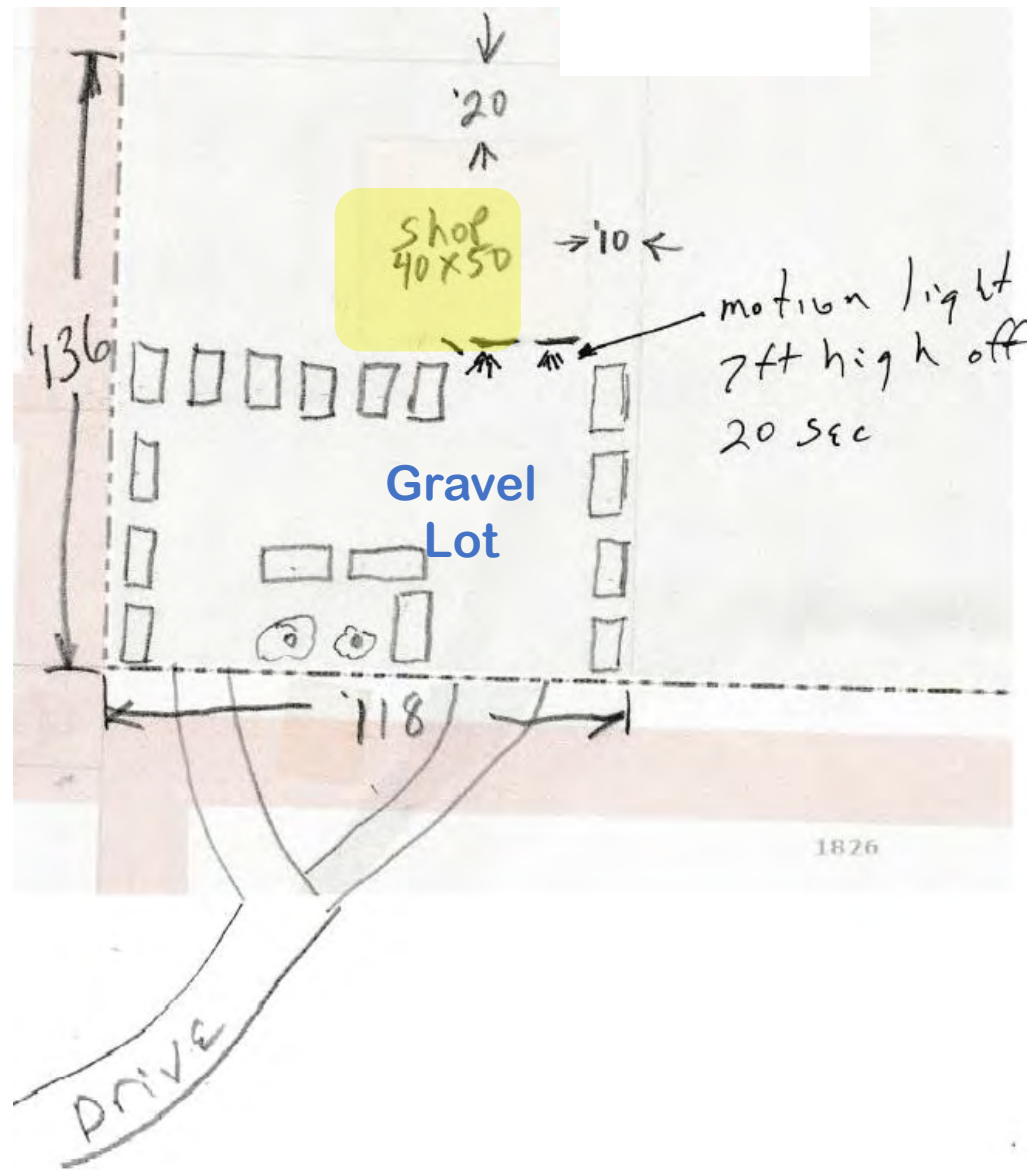 '20
shop
40x50
→'10←
motion light
7ft high off
20 sec
'136
Gravel
Lot
'118
1826
Drive